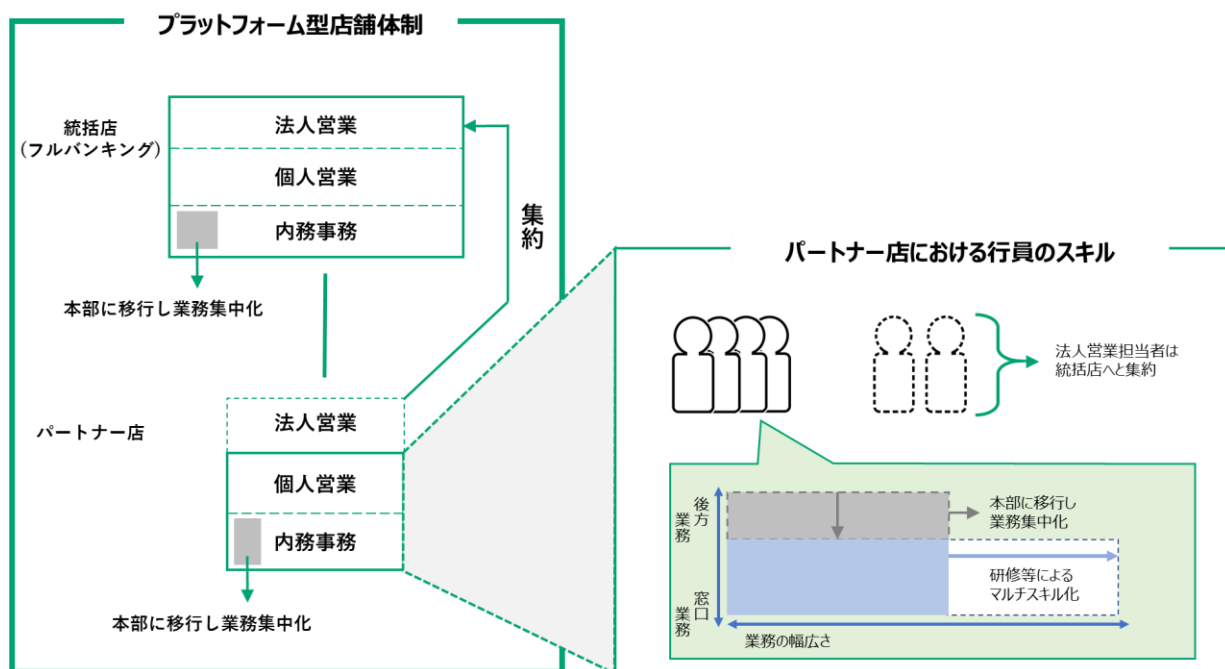 プラットフォーム型店舗体制
統括店
(フルバンキング)
法人営業
個人営業
内務事務
集約
本部に移行し業務集中化
パートナー店
法人営業
個人営業
内務事務
本部に移行し業務集中化
パートナー店における行員のスキル
法人営業担当者は
統括店へと集約
後方
業務
本部に移行し
業務集中化
研修等による
マルチスキル化
窓口
業務
業務の幅広さ